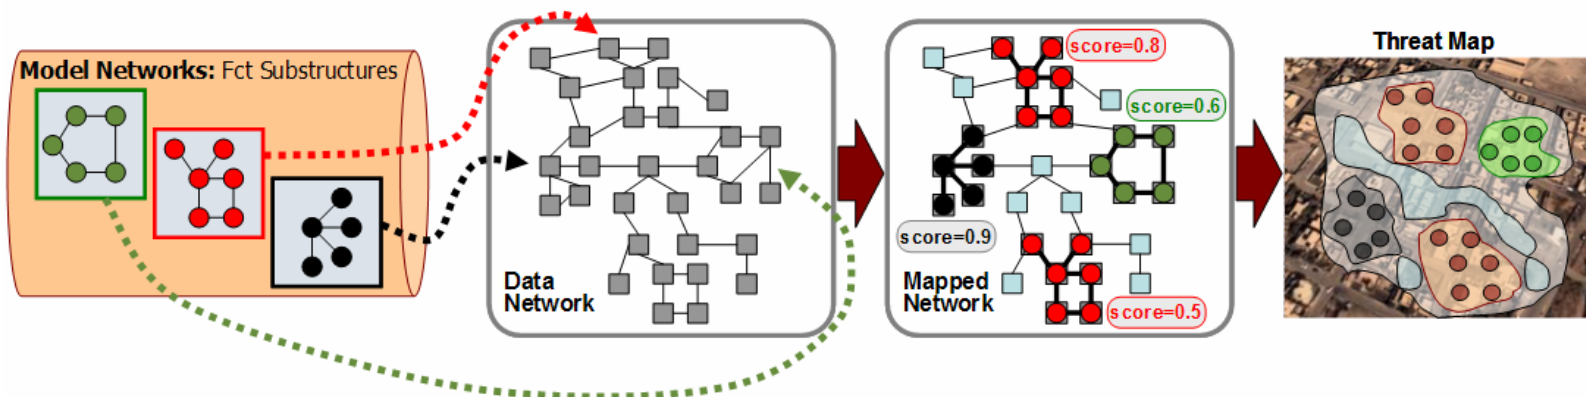 Model Networks: Fct Substructures
Data
Network
score=0.8
score=0.6
score=0.9
Mapped
Network
score=0.5
Threat Map